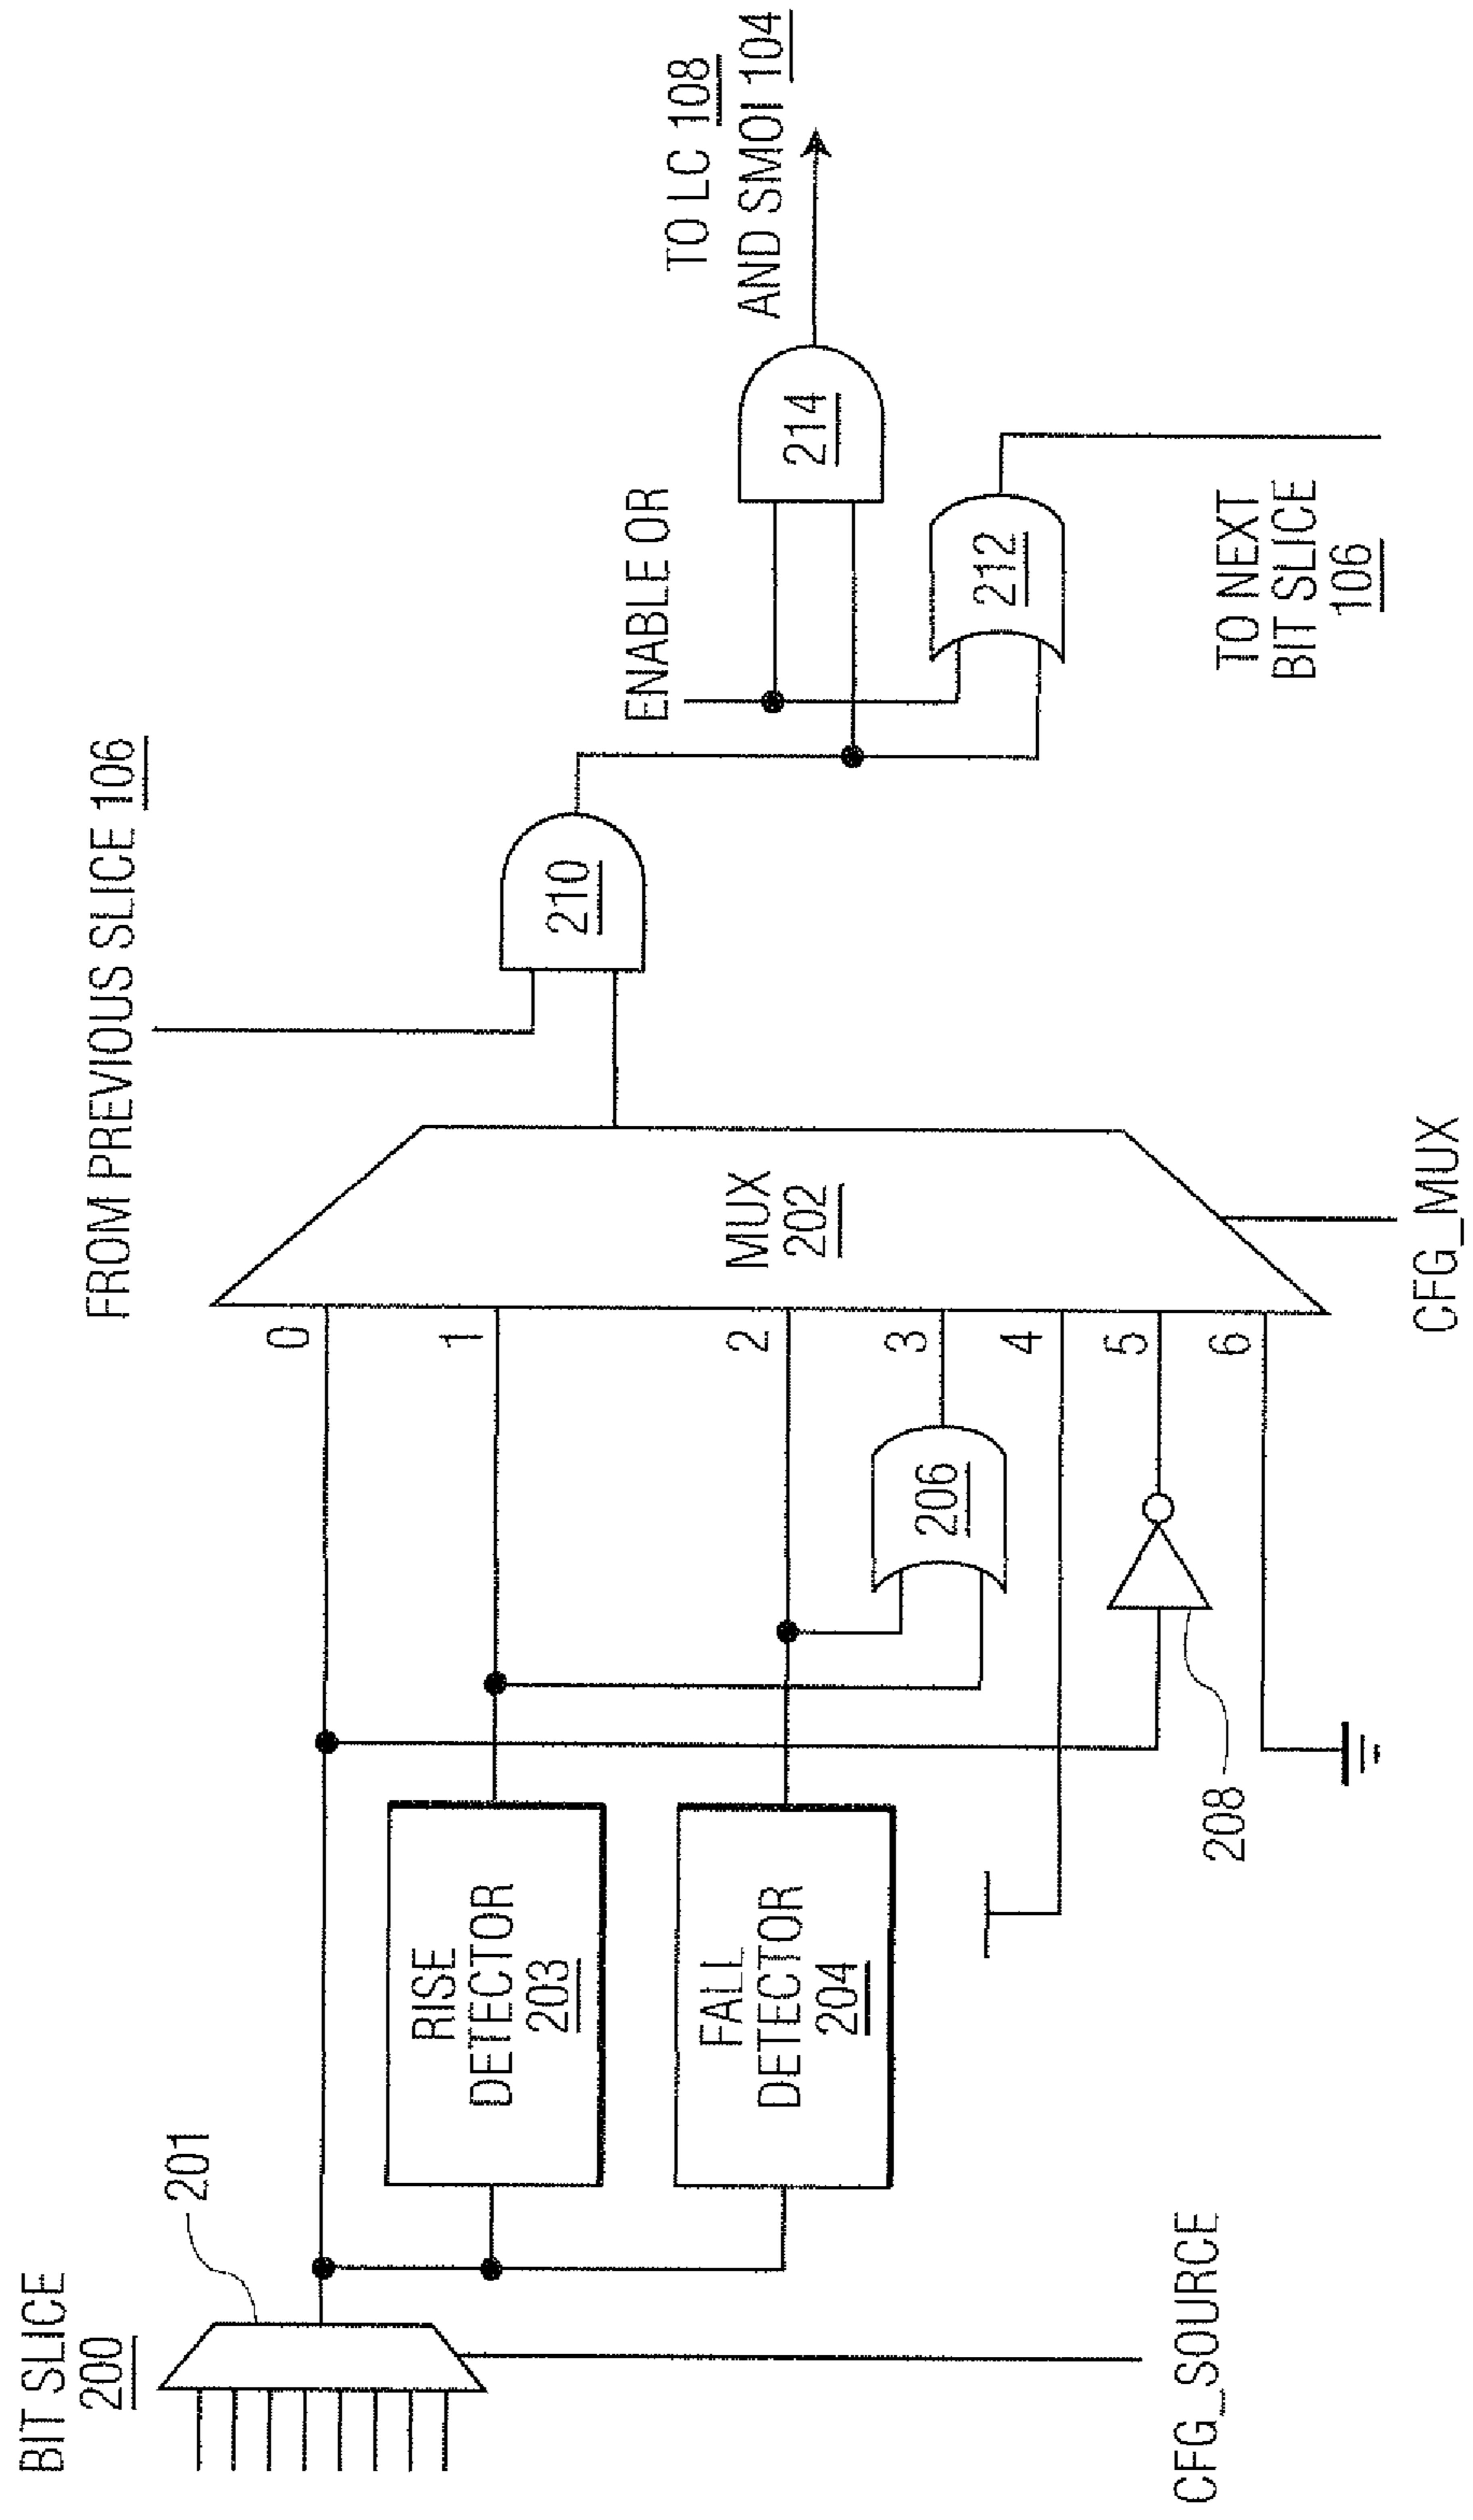 BIT SLICE
200
201
CFG_SOURCE
RISE
DETECTOR
203
FALL
DETECTOR
204
208
206
0
1
2
3
4
5
6
MUX
202
CFG_MUX
FROM PREVIOUS SLICE 106
210
ENABLE OR
214
212
TO LC 108
AND SMOI 104
TO NEXT
BIT SLICE
106